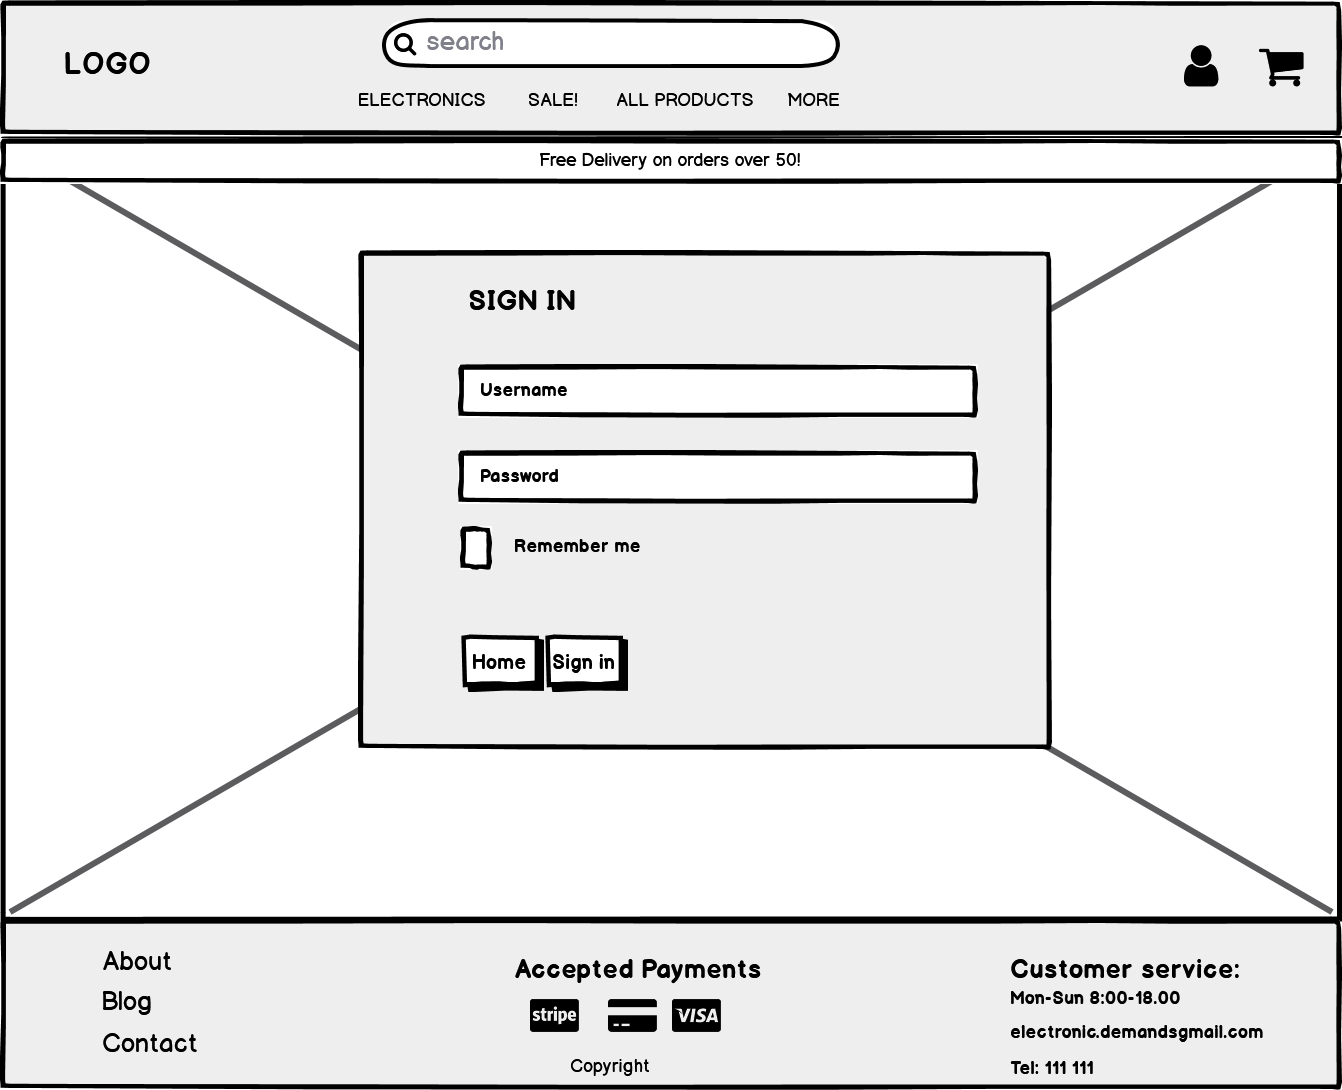 LOGO
search
ELECTRONICS SALE! ALL PRODUCTS MORE
Free Delivery on orders over 50!
SIGN IN
Username
Password
Remember me
Home Sign in
About
Blog
Contact
Accepted Payments
stripe VISA
Copyright
Customer service:
Mon-Sun 8:00-18.00
electronic.demandsgmail.com
Tel: 111 111